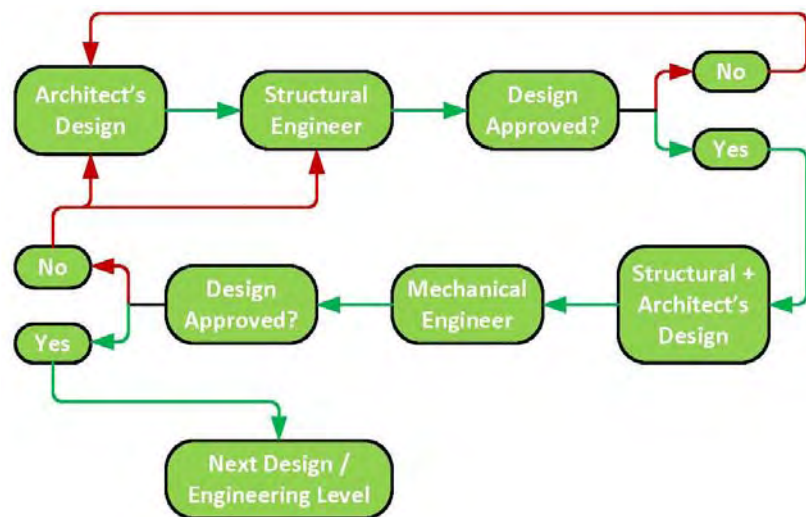 Architect's
Design
Structural
Engineer
Design
Approved?
No
Yes
No
Yes
Design
Approved?
Mechanical
Engineer
Structural +
Architect's
Design
Next Design /
Engineering Level